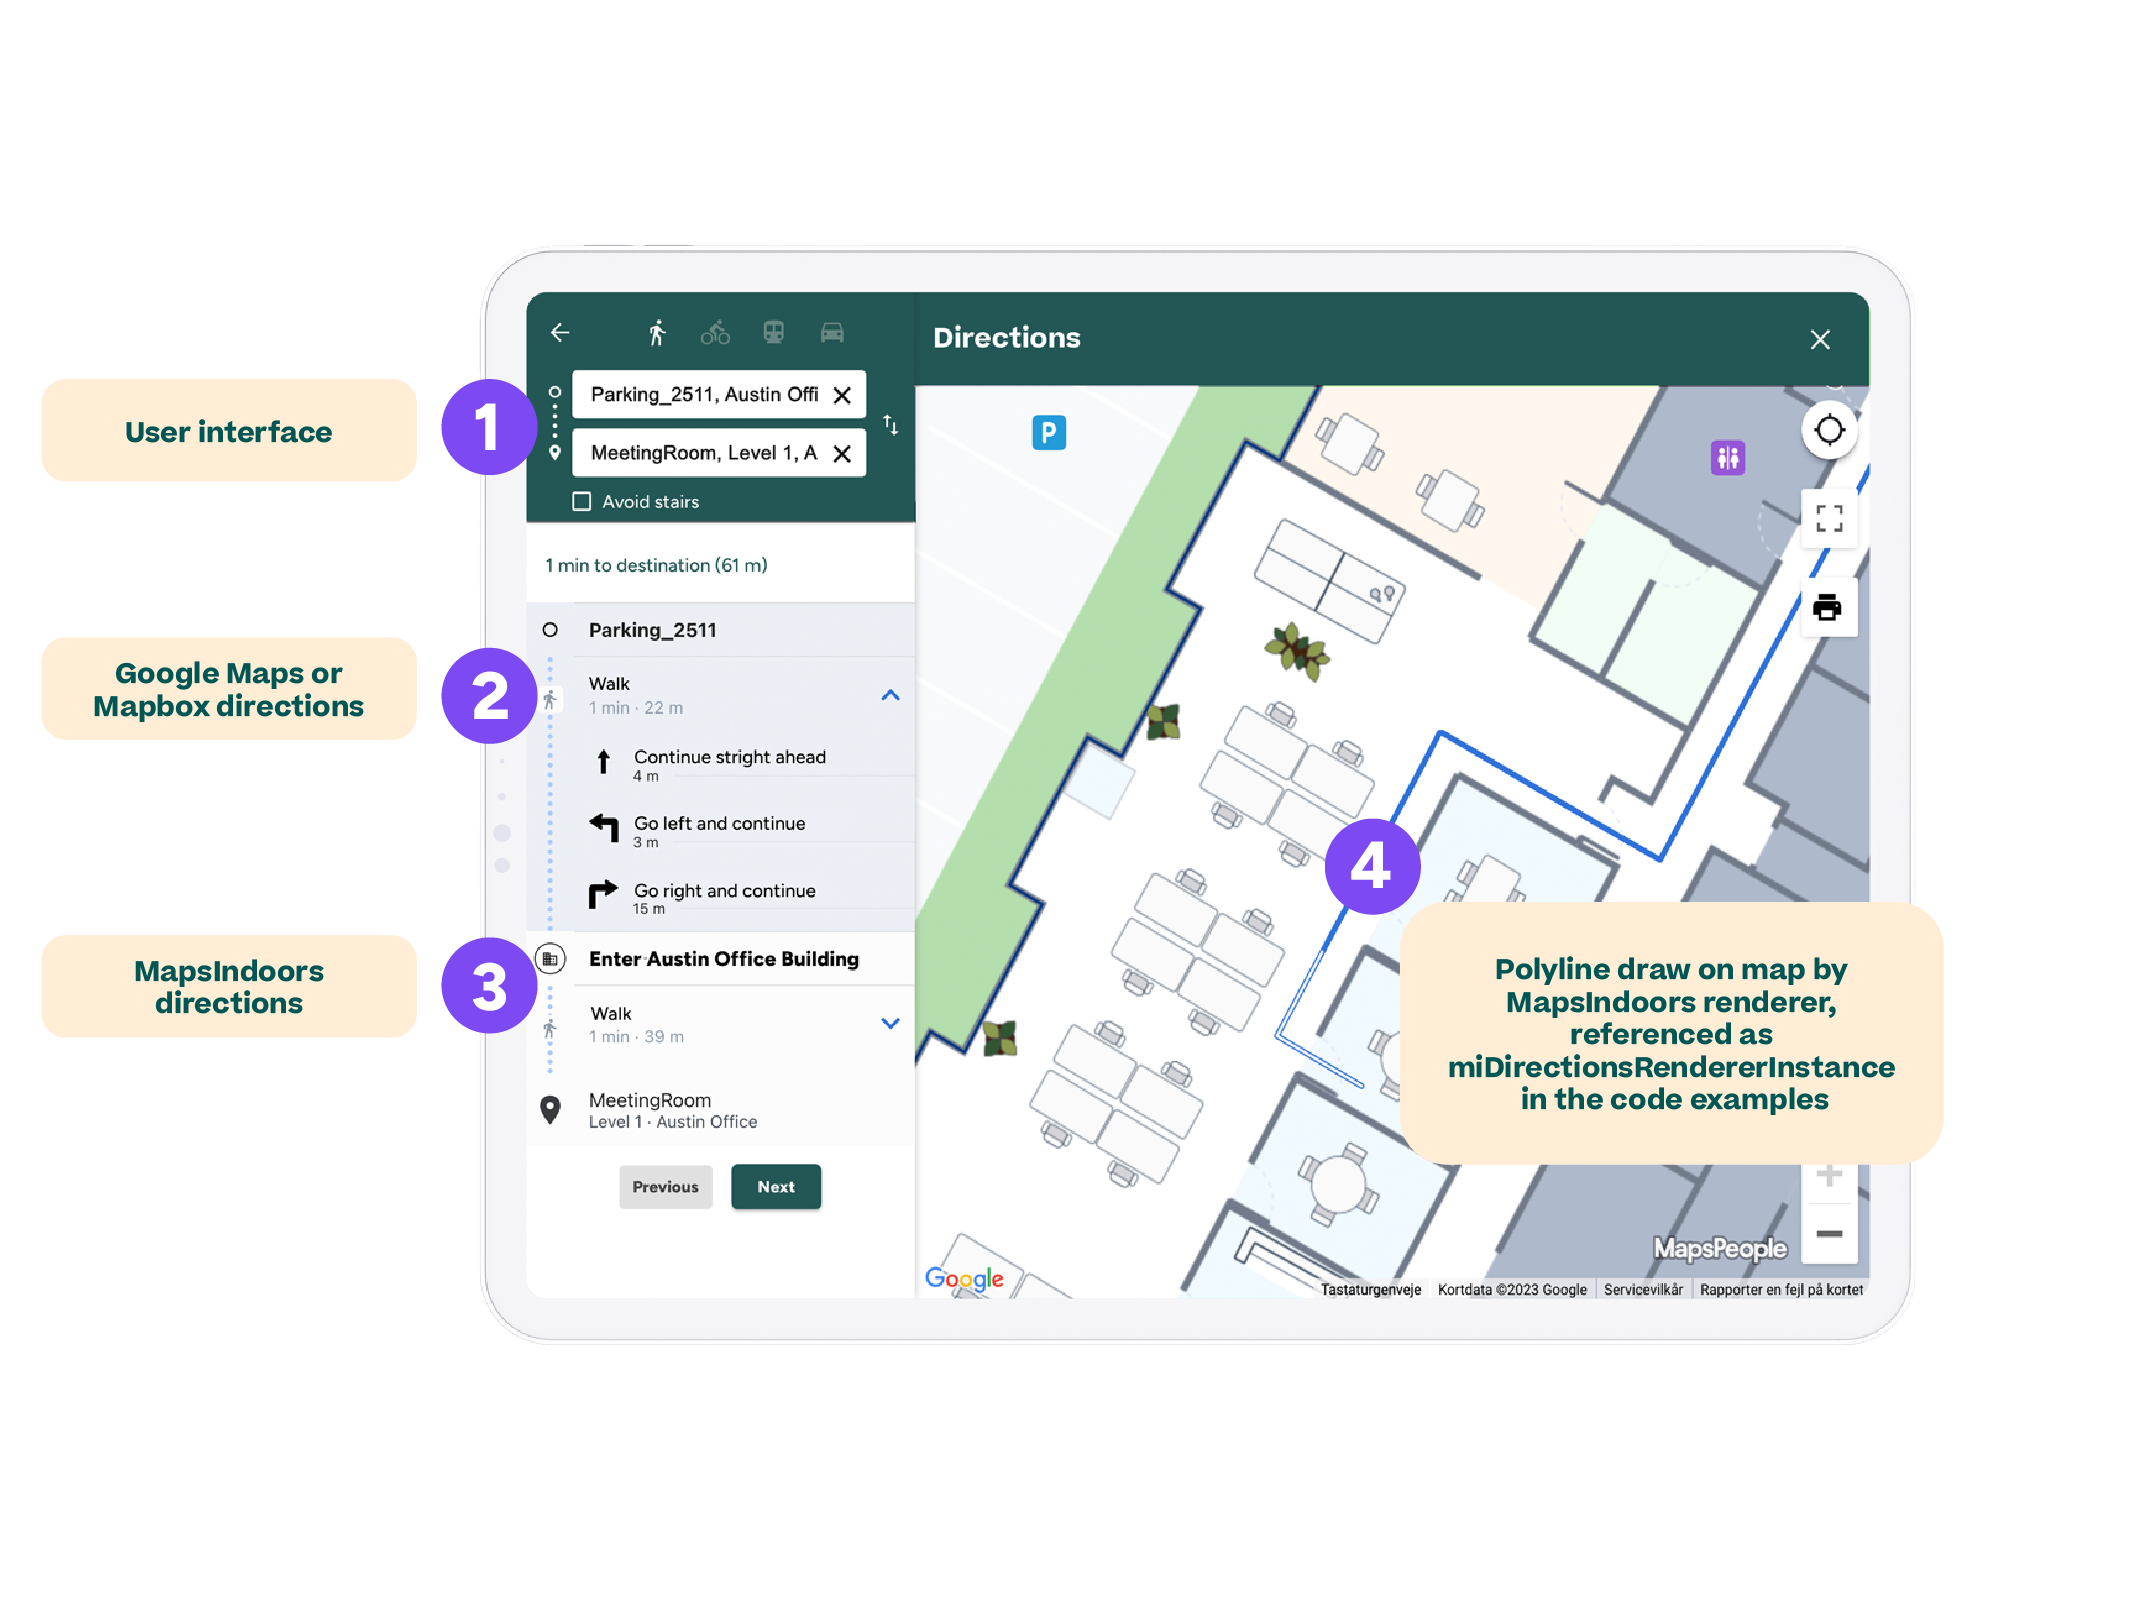 Directions
User interface
1
Parking_2511, Austin Offi
MeetingRoom, Level 1, A
Avoid stairs
P
1 min to destination (61 m)
Parking_2511
Google Maps or
Mapbox directions
2
Walk
1 min · 22 m
Continue stright ahead
4 m
Go left and continue
3 m
Go right and continue
15 m
MapsIndoors
directions
3
Enter Austin Office Building
Walk
1 min · 39 m
MeetingRoom
Level 1 · Austin Office
Previous
Next
4
Polyline draw on map by
MapsIndoors renderer,
referenced as
miDirectionsRendererInstance
in the code examples
MapsPeople
Google
Tastaturgenveje
Kortdata ©2023 Google
Servicevilkår
Rapporter en fejl på kortet